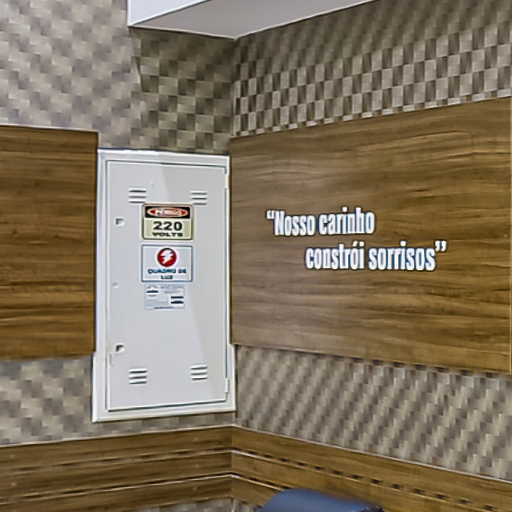 PERIGO
220
VOLTS
QUADRO DE
LUZ
“Nosso carinho
constrói sorrisos”